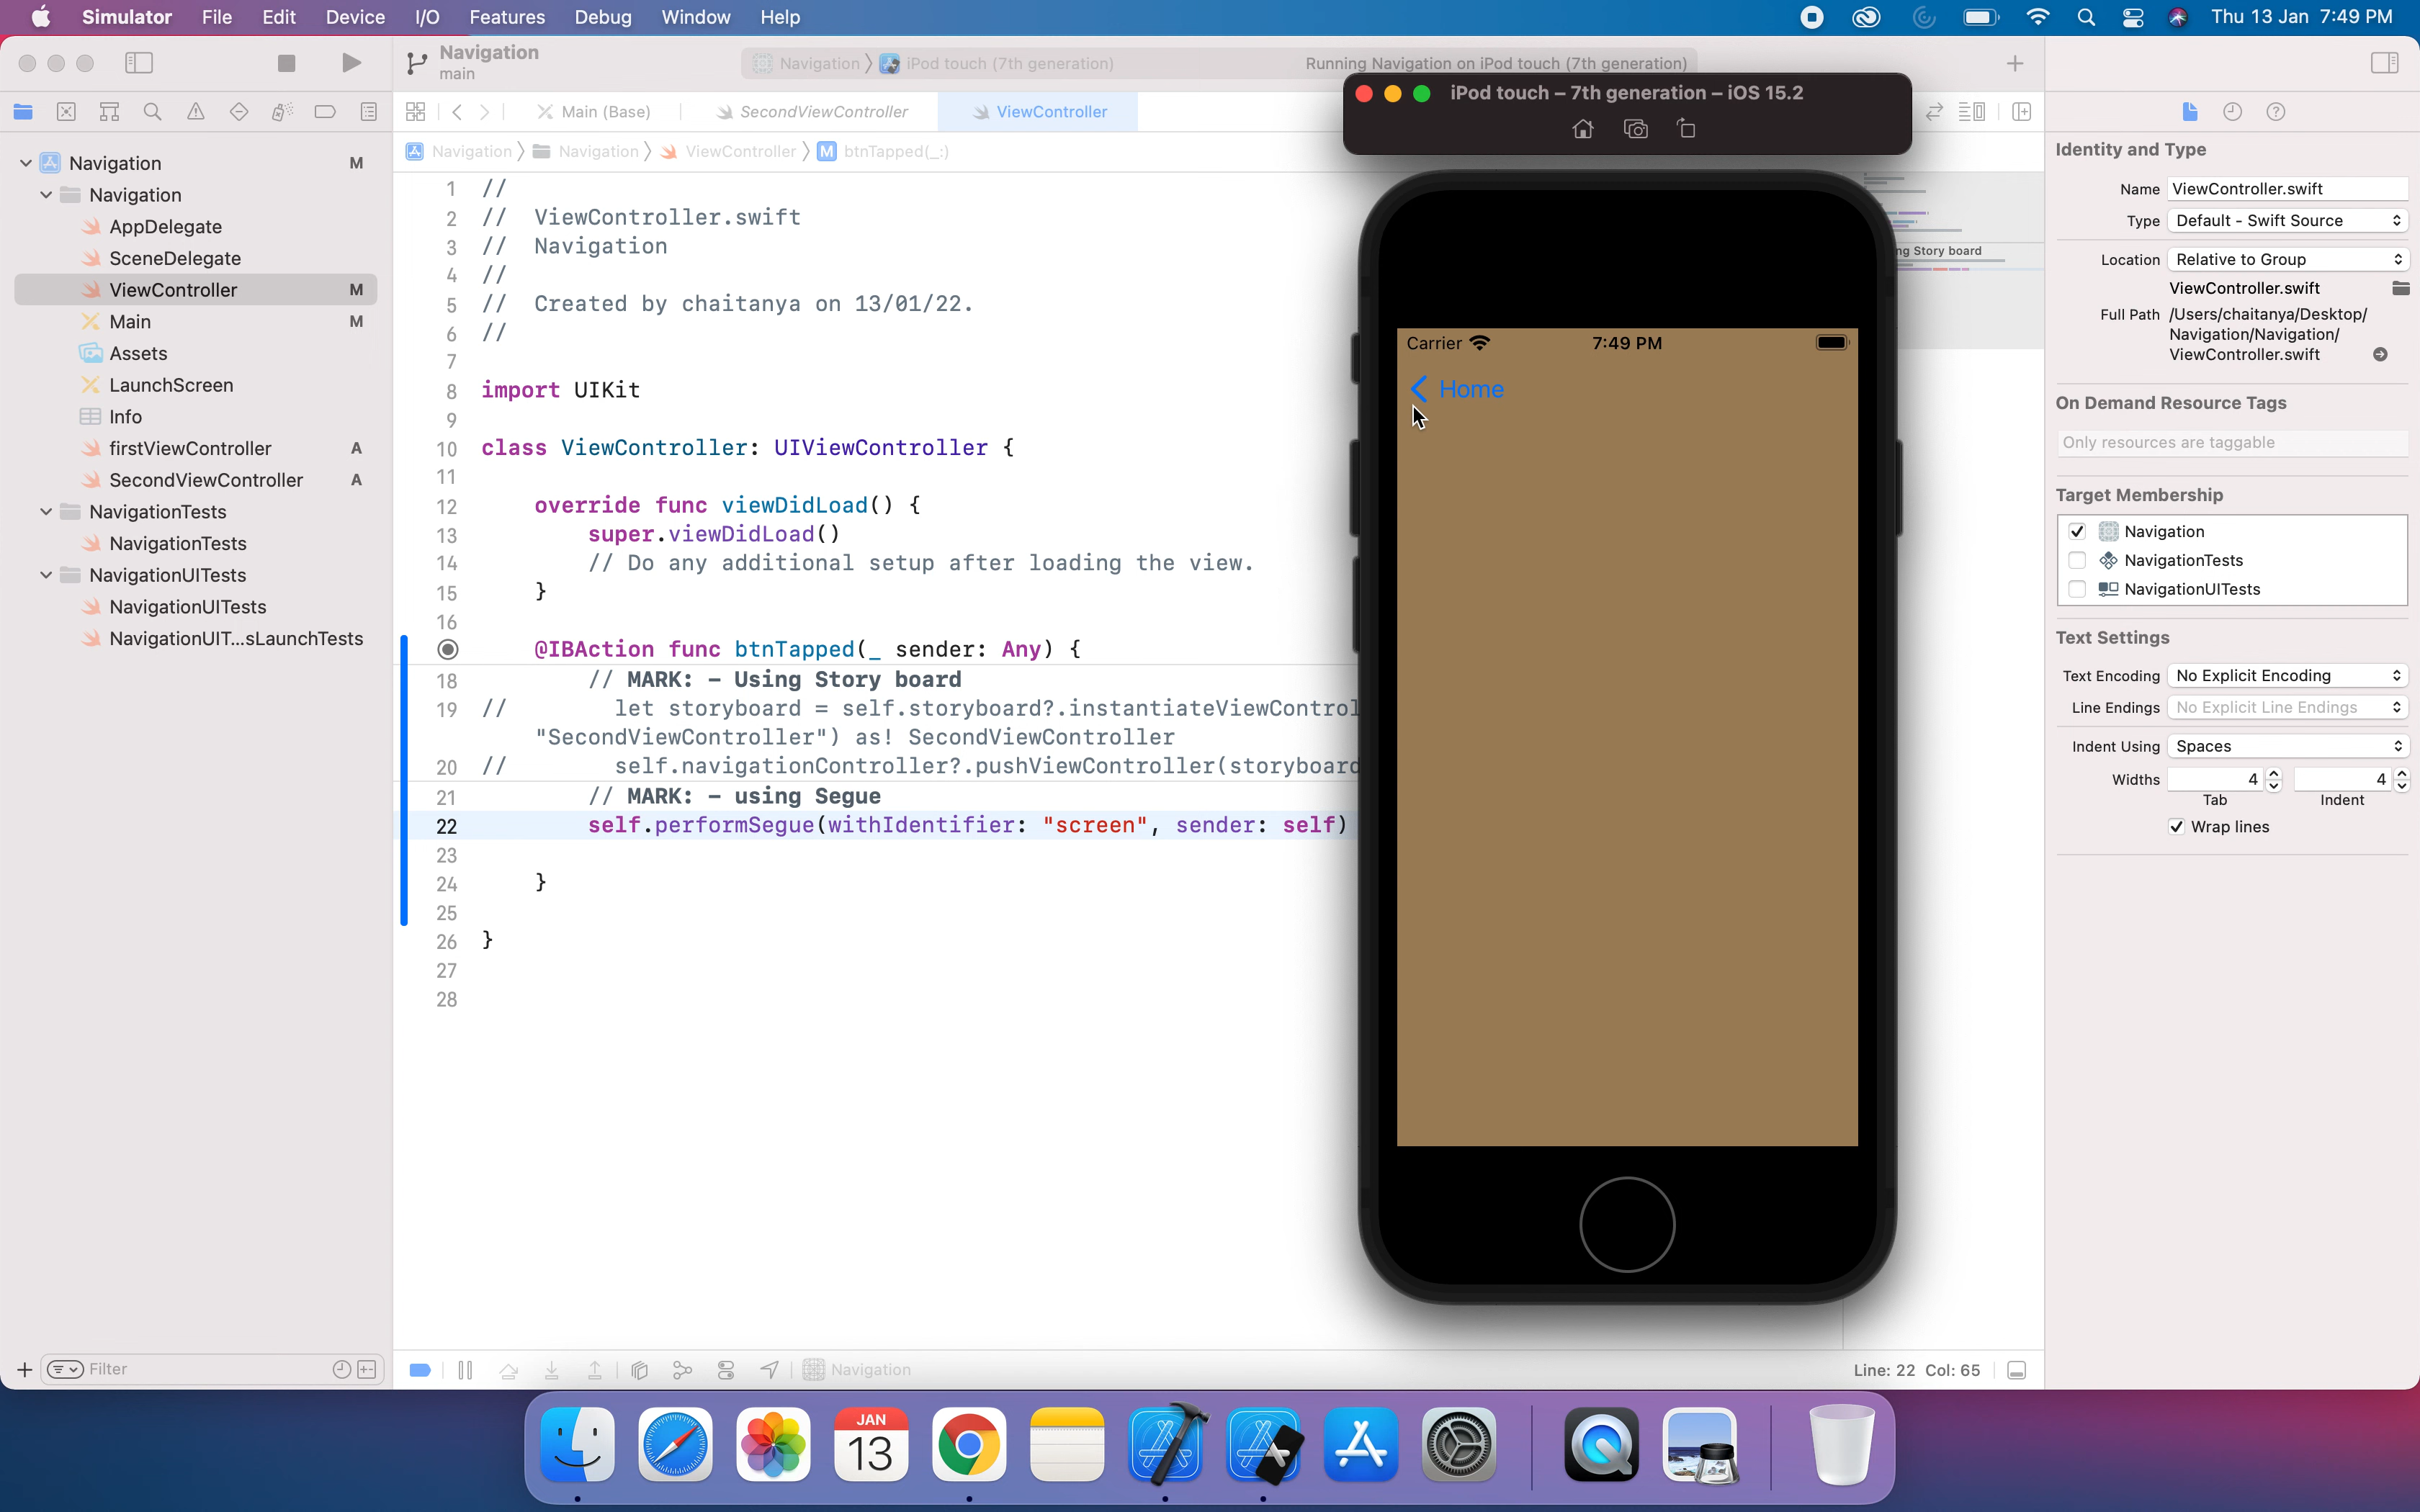 Simulator File Edit Device I/O Features Debug Window Help Thu 13 Jan 7:49 PM
Navigation
main
Navigation iPod touch (7th generation) Running Navigation on iPod touch (7th generation)
iPod touch – 7th generation – iOS 15.2
Main (Base) SecondViewController ViewController
Navigation Navigation ViewController M btnTapped(_:)
Navigation M
Navigation
AppDelegate
SceneDelegate
ViewController M
Main M
Assets
LaunchScreen
Info
firstViewController A
SecondViewController A
NavigationTests
NavigationTests
NavigationUITests
NavigationUITests
NavigationUIT...sLaunchTests
Filter
1 //
2 // ViewController.swift
3 // Navigation
4 //
5 // Created by chaitanya on 13/01/22.
6 //
7
8 import UIKit
9
10 class ViewController: UIViewController {
11
12 override func viewDidLoad() {
13 super.viewDidLoad()
14 // Do any additional setup after loading the view.
15 }
16
@IBAction func btnTapped(_ sender: Any) {
18 // MARK: - Using Story board
19 // let storyboard = self.storyboard?.instantiateViewControl
"SecondViewController") as! SecondViewController
20 // self.navigationController?.pushViewController(storyboard
21 // MARK: - using Segue
22 self.performSegue(withIdentifier: "screen", sender: self)
23
24 }
25
26 }
27
28
Carrier 7:49 PM
Home
ng Story board
Identity and Type
Name ViewController.swift
Type Default - Swift Source
Location Relative to Group
ViewController.swift
Full Path /Users/chaitanya/Desktop/
Navigation/Navigation/
ViewController.swift
On Demand Resource Tags
Only resources are taggable
Target Membership
Navigation
NavigationTests
NavigationUITests
Text Settings
Text Encoding No Explicit Encoding
Line Endings No Explicit Line Endings
Indent Using Spaces
Widths 4 4
Tab Indent
Wrap lines
Navigation
Line: 22 Col: 65
JAN
13